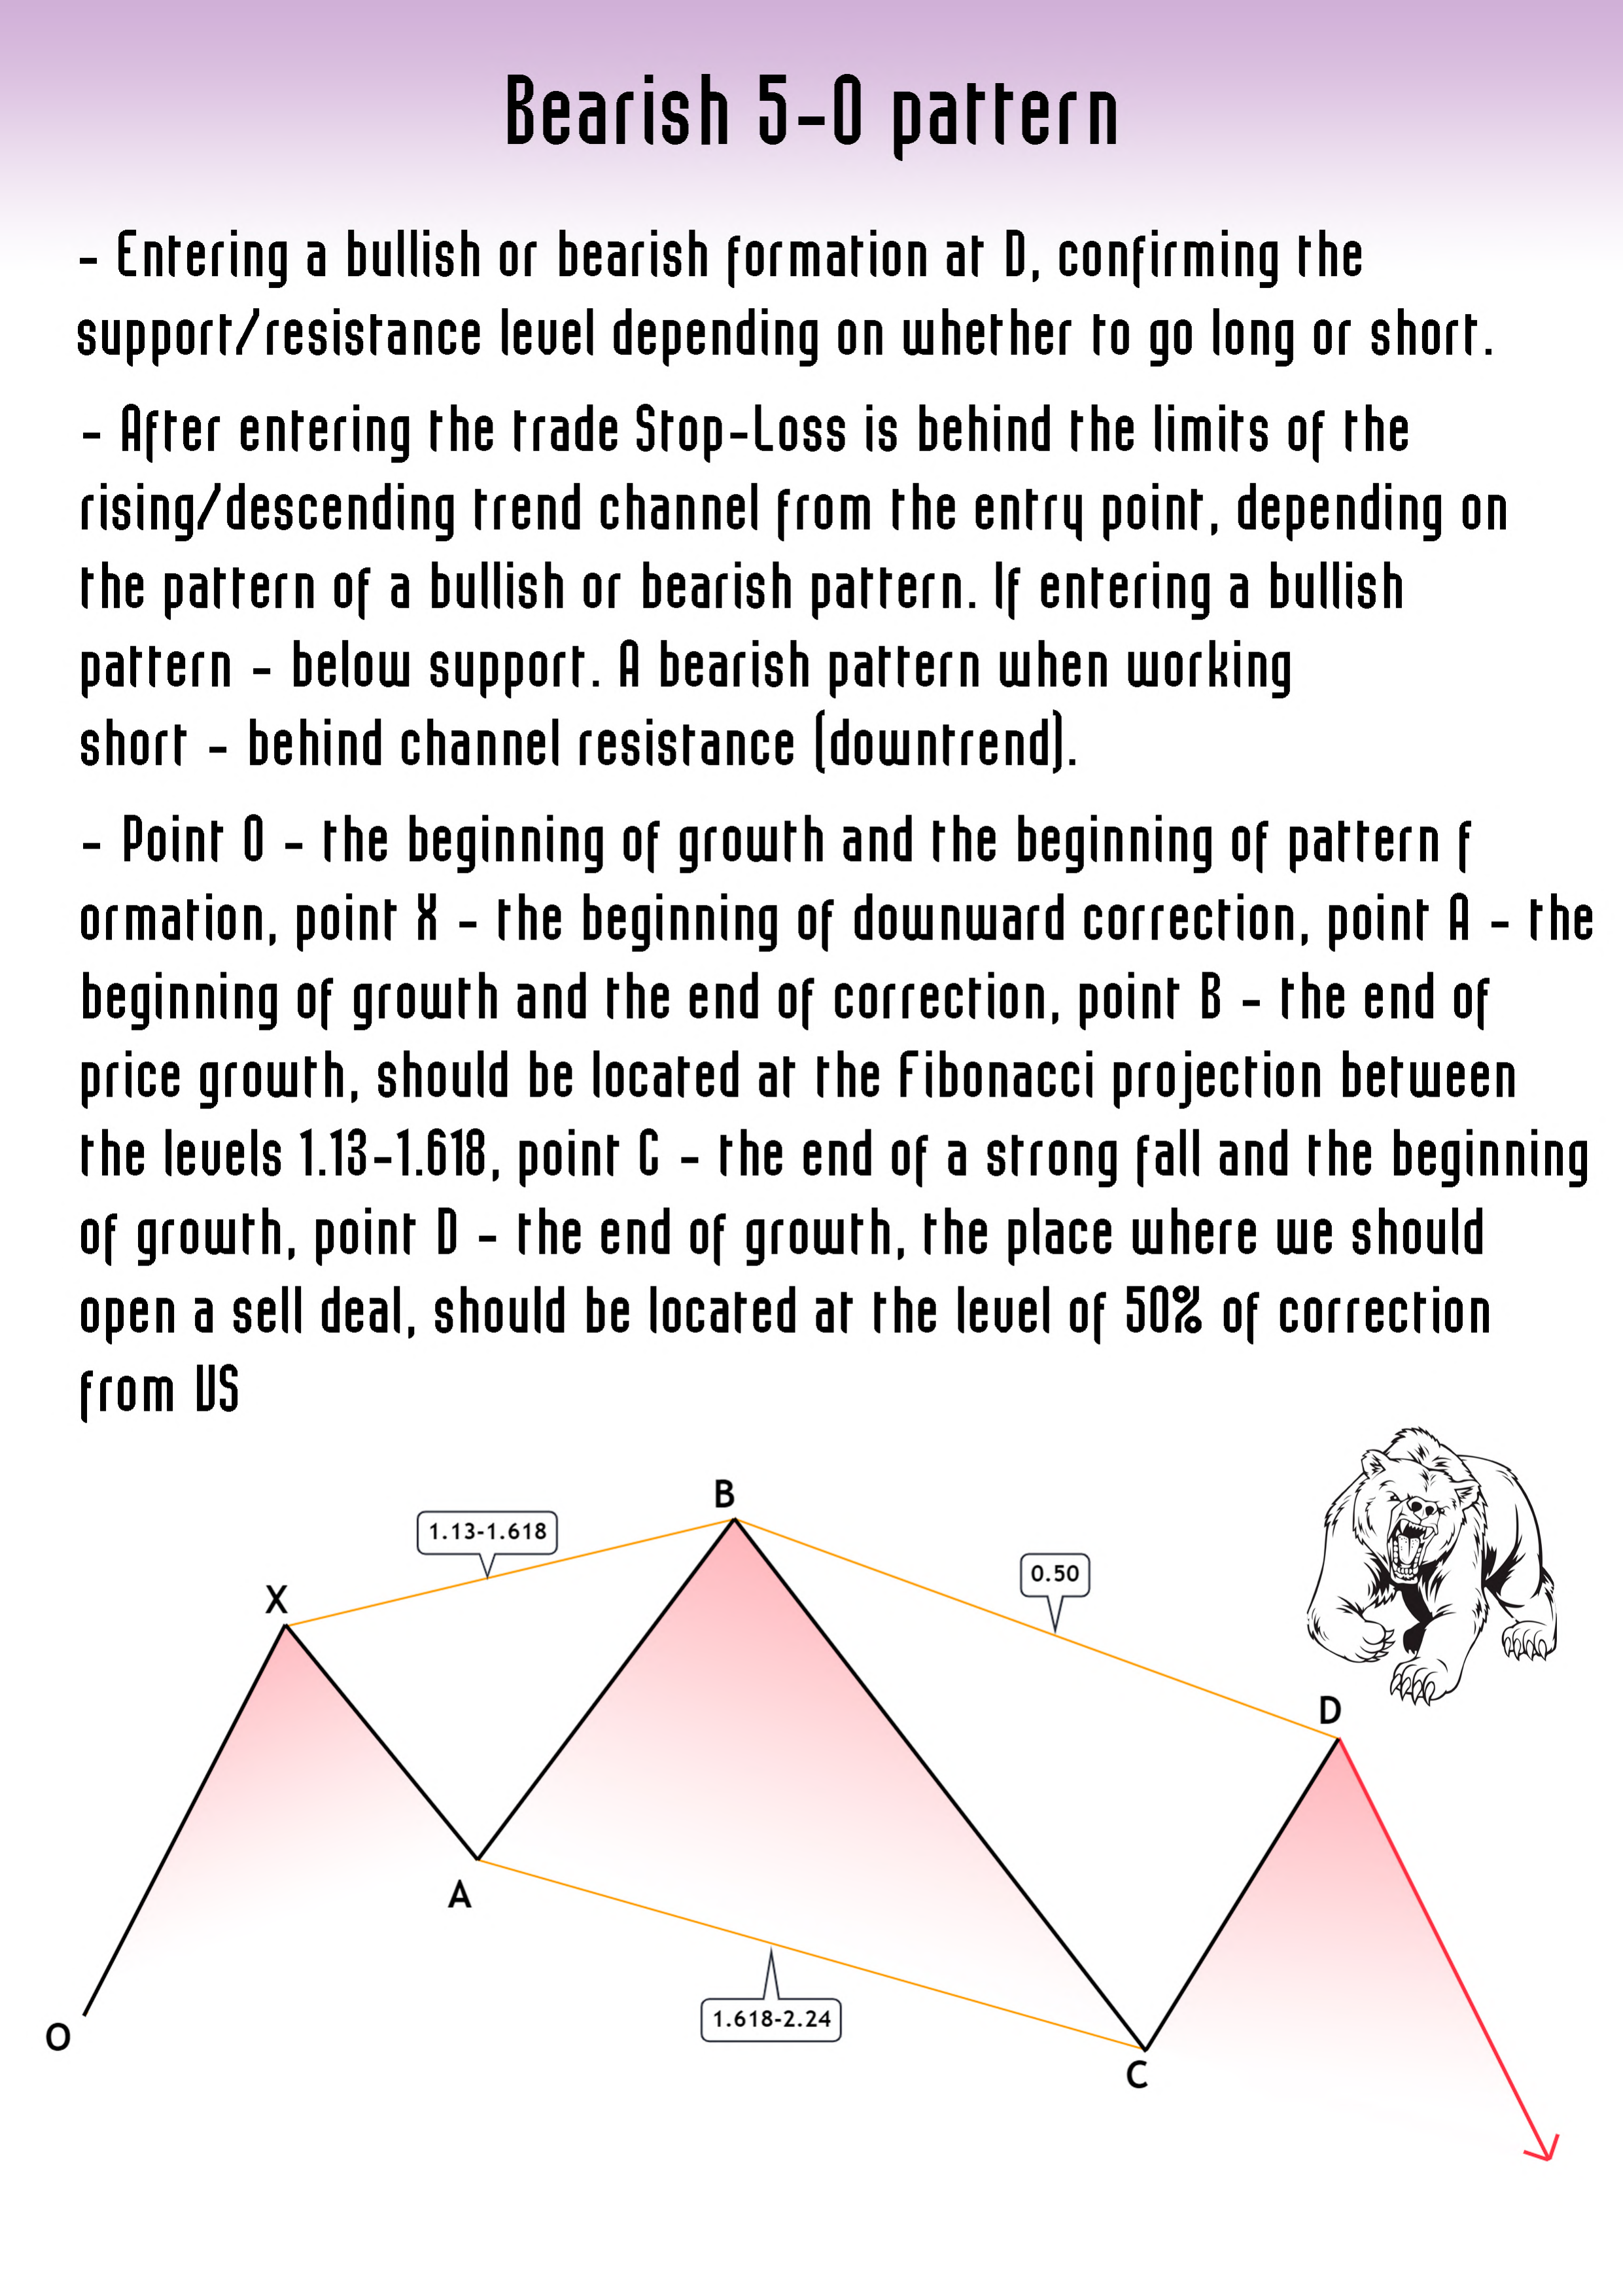 Bearish 5-0 pattern
- Entering a bullish or bearish formation at D, confirming the
support/resistance level depending on whether to go long or short.
- After entering the trade Stop-Loss is behind the limits of the
rising/descending trend channel from the entry point, depending on
the pattern of a bullish or bearish pattern. If entering a bullish
pattern - below support. A bearish pattern when working
short - behind channel resistance (downtrend).
- Point 0 - the beginning of growth and the beginning of pattern f
ormation, point X - the beginning of downward correction, point A - the
beginning of growth and the end of correction, point B - the end of
price growth, should be located at the Fibonacci projection between
the levels 1.13-1.618, point C - the end of a strong fall and the beginning
of growth, point D - the end of growth, the place where we should
open a sell deal, should be located at the level of 50% of correction
from US
B
1.13-1.618
0.50
X
D
A
1.618-2.24
O
C